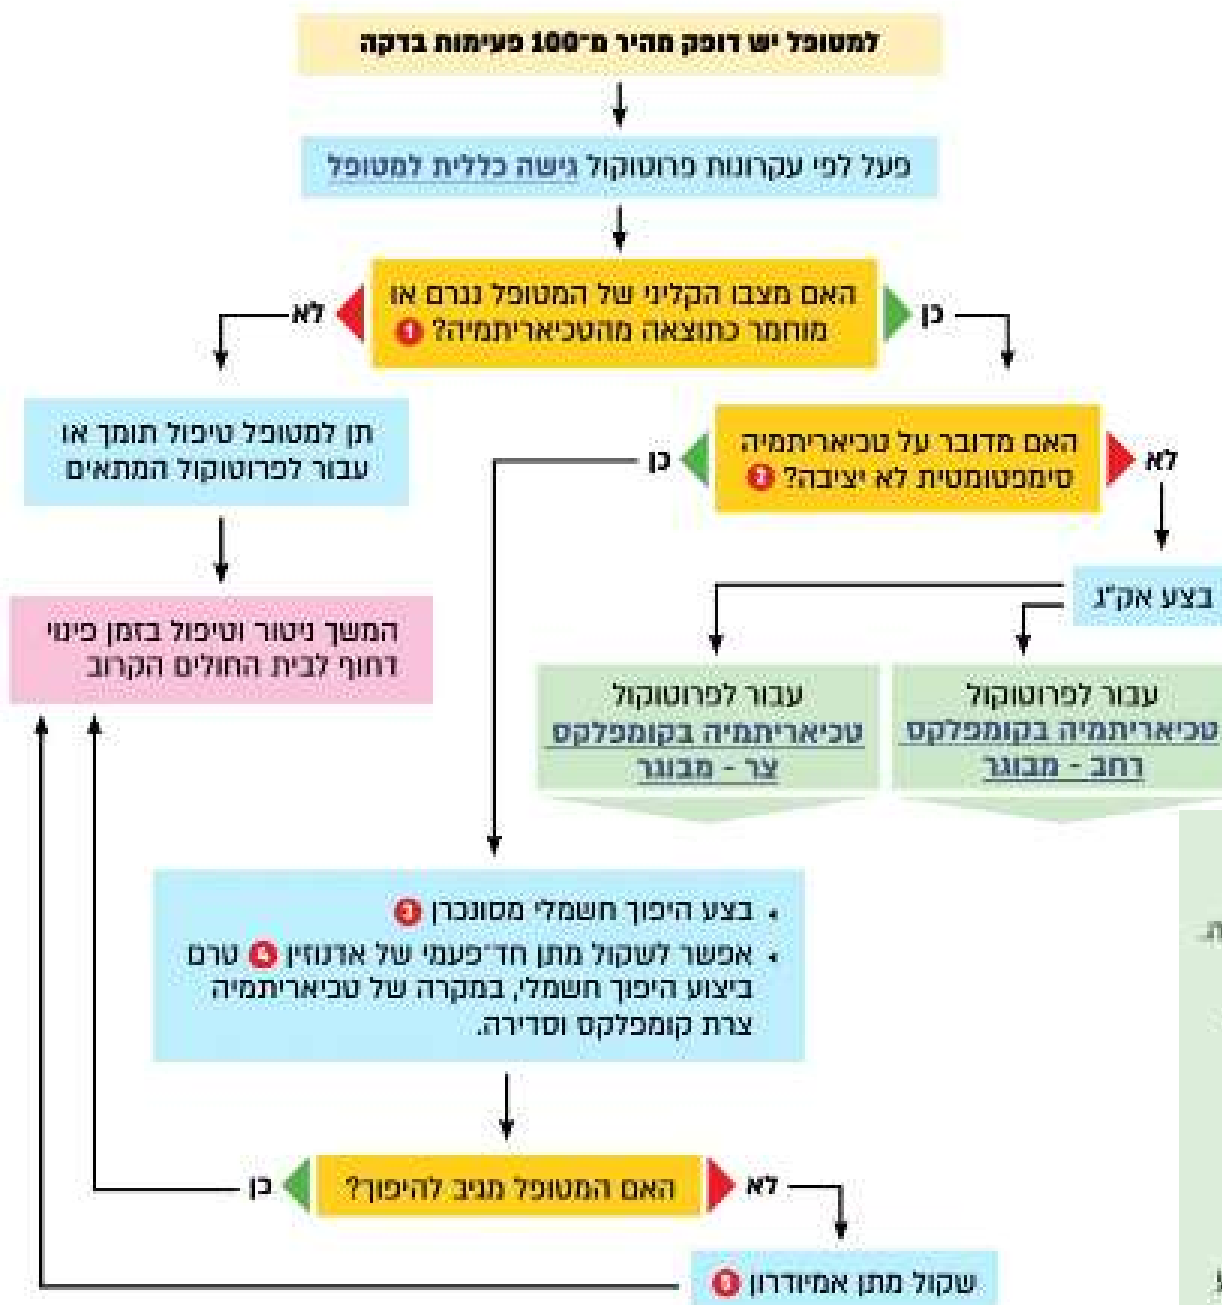 למטופל יש דופק מהיר מ־100 פעימות בדקה
פעל לפי עקרונות פרוטוקול גישה כללית למטופל
האם מצבו הקליני של המטופל נגרם או
מוחמר כתוצאה מהטכיאריתמיה? 1
כן
לא
תן למטופל טיפול תומך או
עבור לפרוטוקול המתאים
המשך ניטור וטיפול בזמן פינוי
דחוף לבית החולים הקרוב
האם מדובר על טכיאריתמיה
סימפטומטית לא יציבה? 2
לא
כן
בצע אק"ג
עבור לפרוטוקול
טכיאריתמיה בקומפלקס
רחב - מבוגר
עבור לפרוטוקול
טכיאריתמיה בקומפלקס
צר - מבוגר
• בצע היפוך חשמלי מסונכרן 3
• אפשר לשקול מתן חד־פעמי של אדנוזין 4 טרם
ביצוע היפוך חשמלי, במקרה של טכיאריתמיה
צרת קומפלקס וסדירה.
האם המטופל מגיב להיפוך?
לא
כן
שקול מתן אמיודרון 5